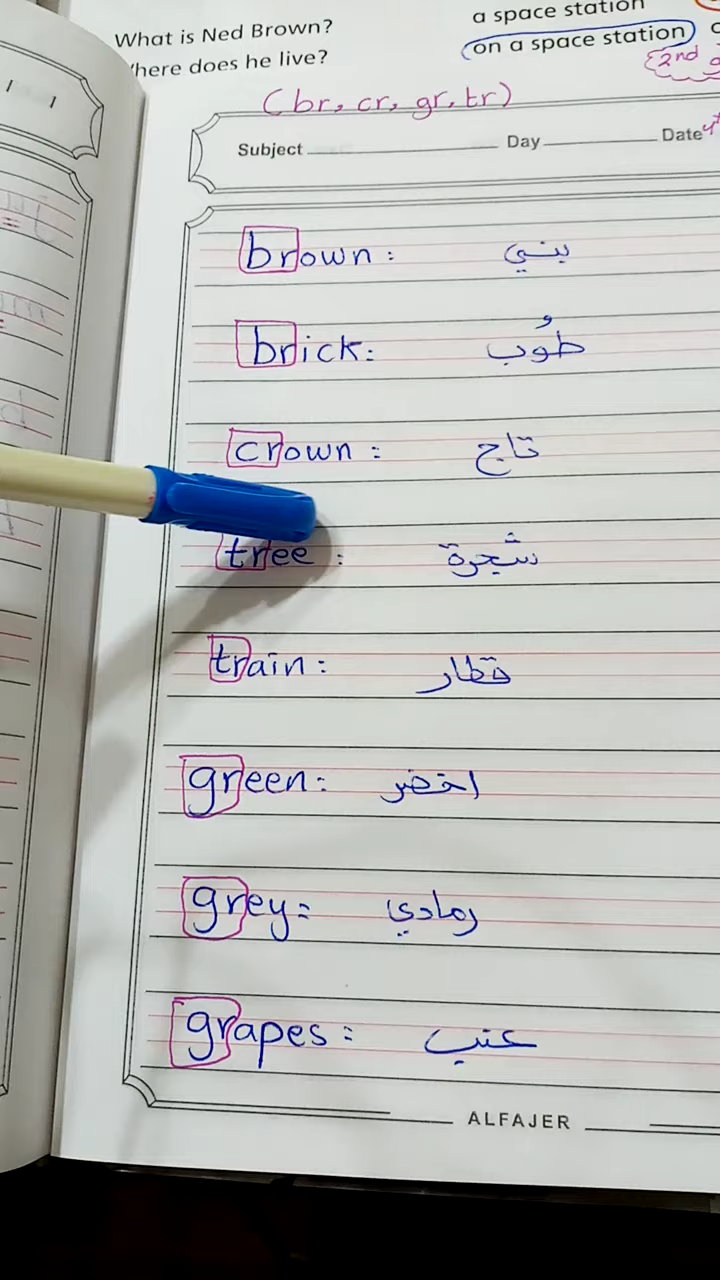 What is Ned Brown?
a space station
here does he live?
on a space station
2nd
(br, cr, gr, tr)
Subject
Day
Date
brown : بني
brick: طوُب
crown : تاج
tree : شجرة
train : قطار
green : اخضر
grey : رمادي
grapes : عنب
ALFAJER